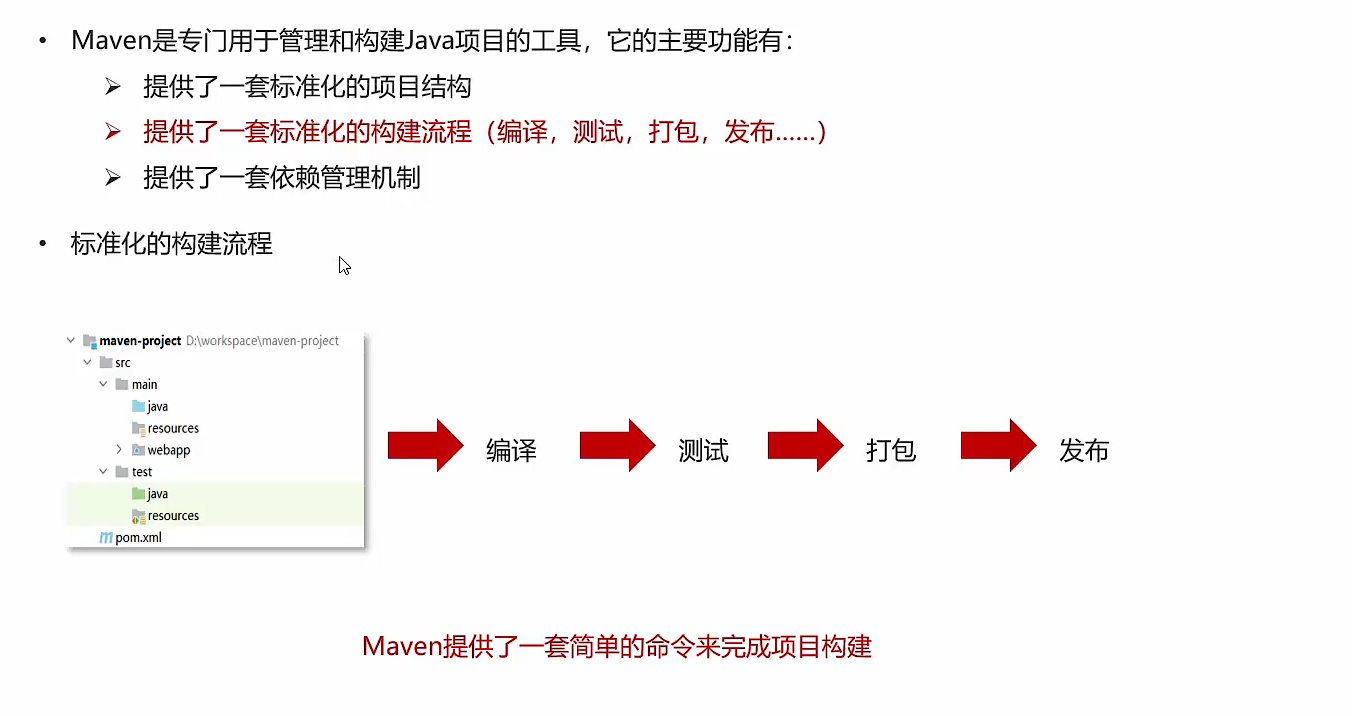 • Maven是专门用于管理和构建Java项目的工具，它的主要功能有：
➢ 提供了一套标准化的项目结构
➢ 提供了一套标准化的构建流程（编译，测试，打包，发布……）
➢ 提供了一套依赖管理机制
• 标准化的构建流程
maven-project D:\workspace\maven-project
src
main
java
resources
webapp
test
java
resources
pom.xml
编译 测试 打包 发布
Maven提供了一套简单的命令来完成项目构建